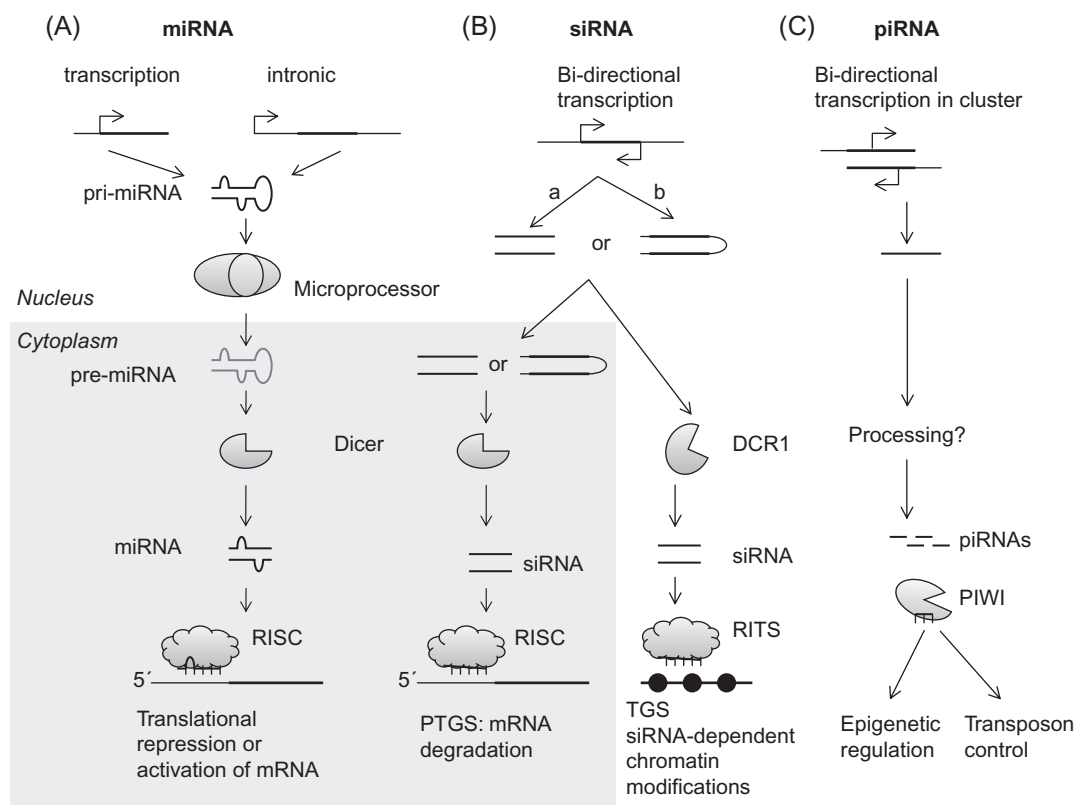 (A)
miRNA
transcription
intronic
pri-miRNA
Microprocessor
Nucleus
Cytoplasm
pre-miRNA
Dicer
miRNA
RISC
5´
Translational
repression or
activation of mRNA
(B)
siRNA
Bi-directional
transcription
a
b
or
or
siRNA
RISC
5´
PTGS: mRNA
degradation
DCR1
siRNA
RITS
TGS
siRNA-dependent
chromatin
modifications
(C)
piRNA
Bi-directional
transcription in cluster
Processing?
piRNAs
PIWI
Epigenetic
regulation
Transposon
control